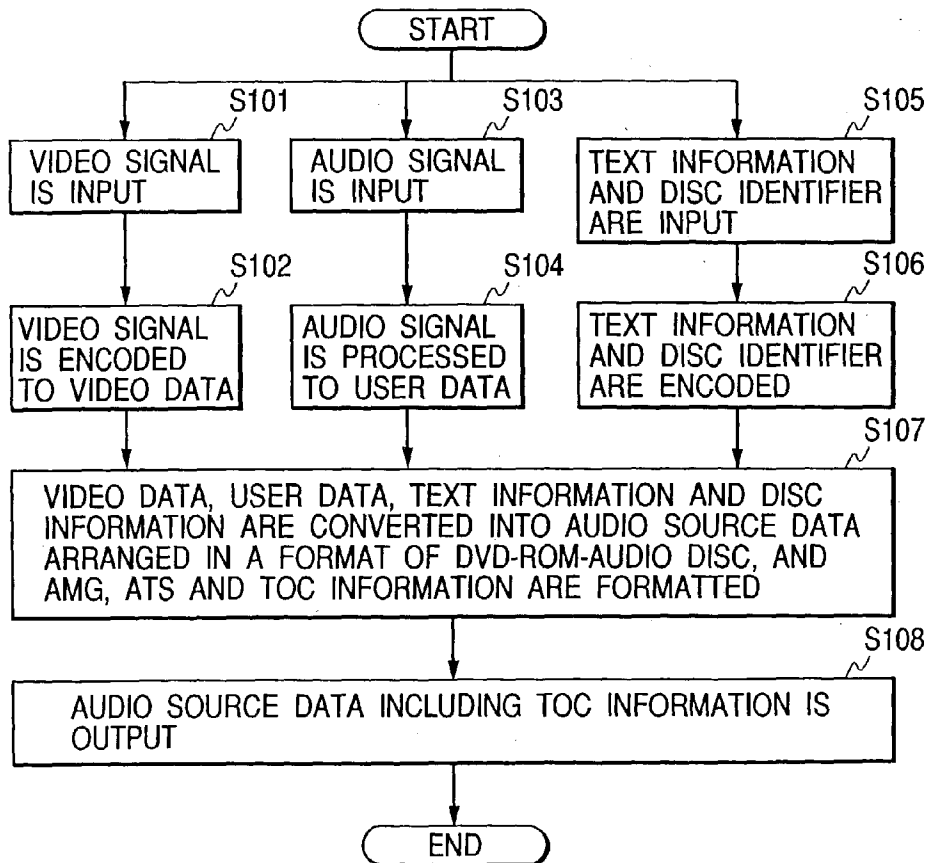 START
S101
VIDEO SIGNAL
IS INPUT
S103
AUDIO SIGNAL
IS INPUT
S105
TEXT INFORMATION
AND DISC IDENTIFIER
ARE INPUT
S102
VIDEO SIGNAL
IS ENCODED
TO VIDEO DATA
S104
AUDIO SIGNAL
IS PROCESSED
TO USER DATA
S106
TEXT INFORMATION
AND DISC IDENTIFIER
ARE ENCODED
S107
VIDEO DATA, USER DATA, TEXT INFORMATION AND DISC
INFORMATION ARE CONVERTED INTO AUDIO SOURCE DATA
ARRANGED IN A FORMAT OF DVD-ROM-AUDIO DISC, AND
AMG, ATS AND TOC INFORMATION ARE FORMATTED
S108
AUDIO SOURCE DATA INCLUDING TOC INFORMATION IS
OUTPUT
END